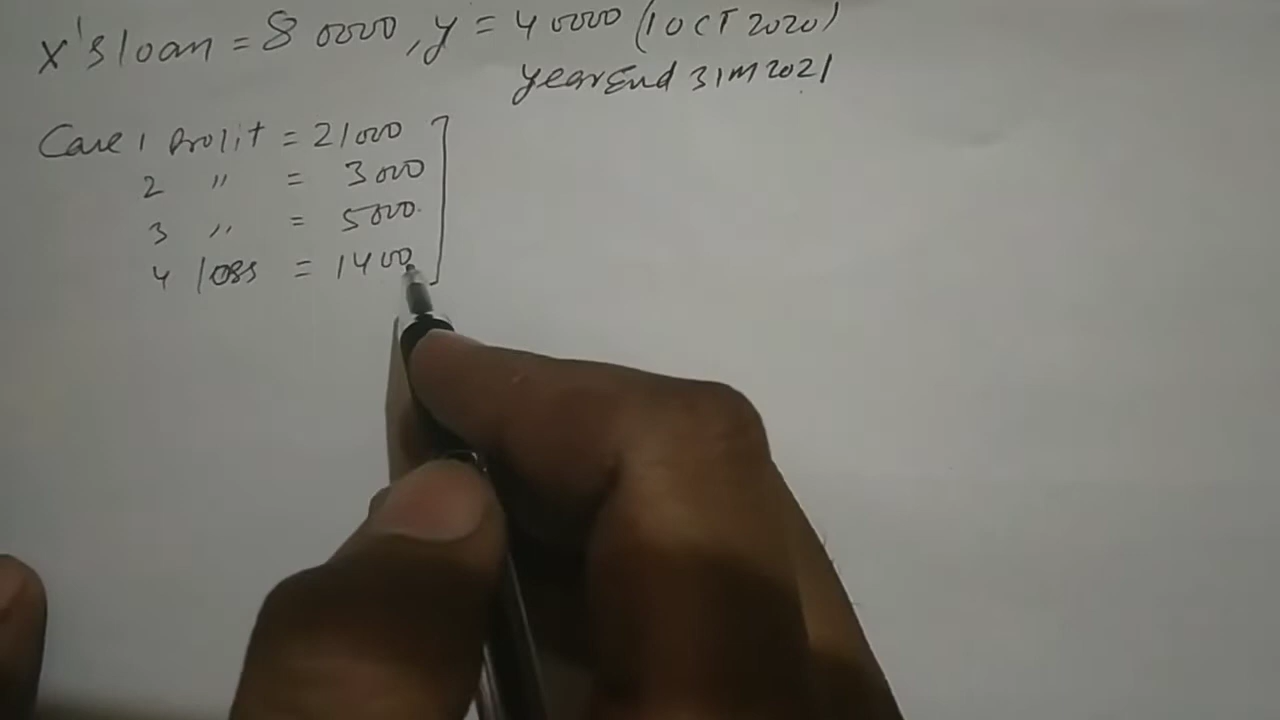 X's loan = 80000, y = 40000 (1 OCT 2020)
year End 31 M 2021
Case 1 Profit = 21000
2 " = 3000
3 " = 5000
4 loss = 1400